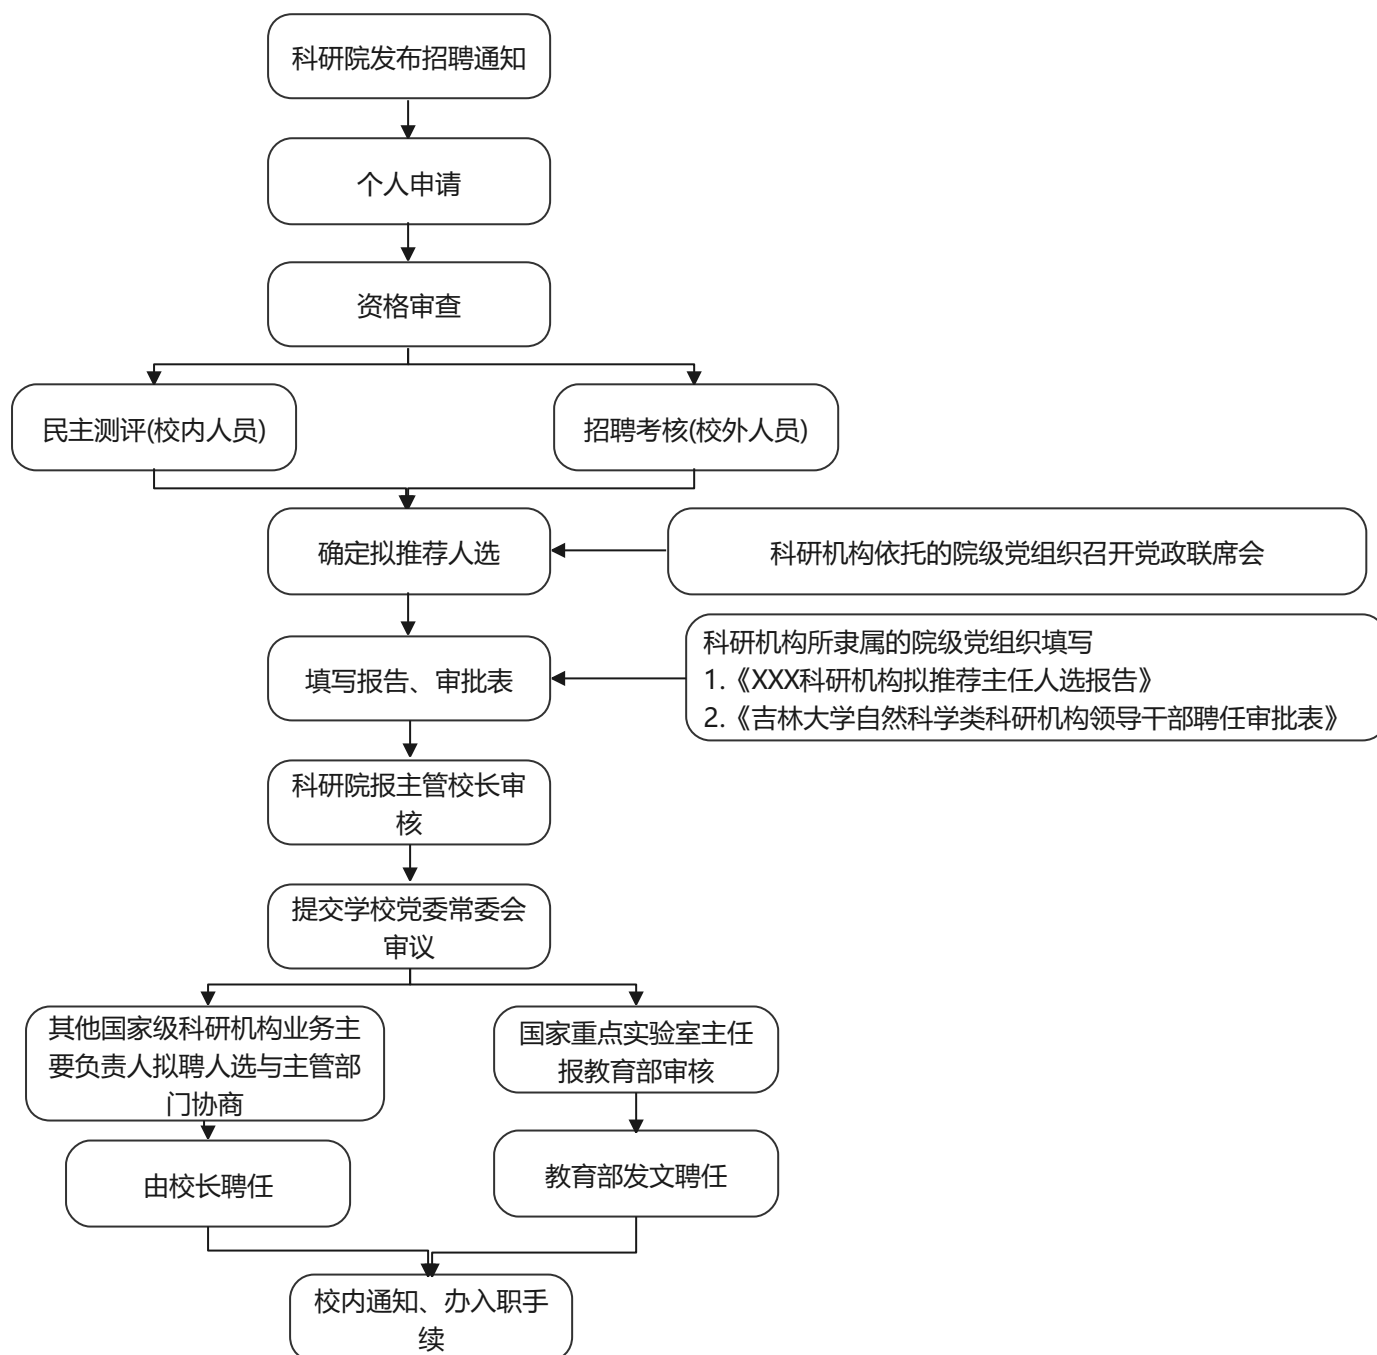 科研院发布招聘通知
个人申请
资格审查
民主测评(校内人员)
招聘考核(校外人员)
确定拟推荐人选
科研机构依托的院级党组织召开党政联席会
填写报告、审批表
科研机构所隶属的院级党组织填写
1.《XXX科研机构拟推荐主任人选报告》
2.《吉林大学自然科学类科研机构领导干部聘任审批表》
科研院报主管校长审
核
提交学校党委常委会
审议
其他国家级科研机构业务主
要负责人拟聘人选与主管部
门协商
国家重点实验室主任
报教育部审核
由校长聘任
教育部发文聘任
校内通知、办入职手
续